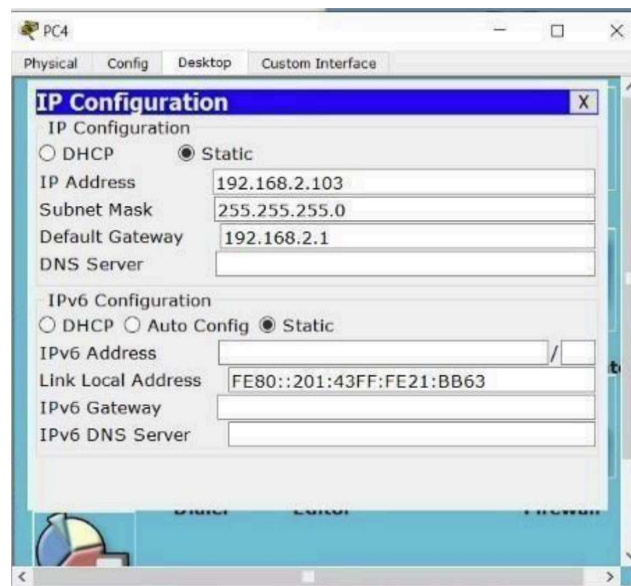 PC4
Physical Config Desktop Custom Interface
IP Configuration X
IP Configuration
DHCP Static
IP Address 192.168.2.103
Subnet Mask 255.255.255.0
Default Gateway 192.168.2.1
DNS Server
IPv6 Configuration
DHCP Auto Config Static
IPv6 Address /
Link Local Address FE80::201:43FF:FE21:BB63
IPv6 Gateway
IPv6 DNS Server